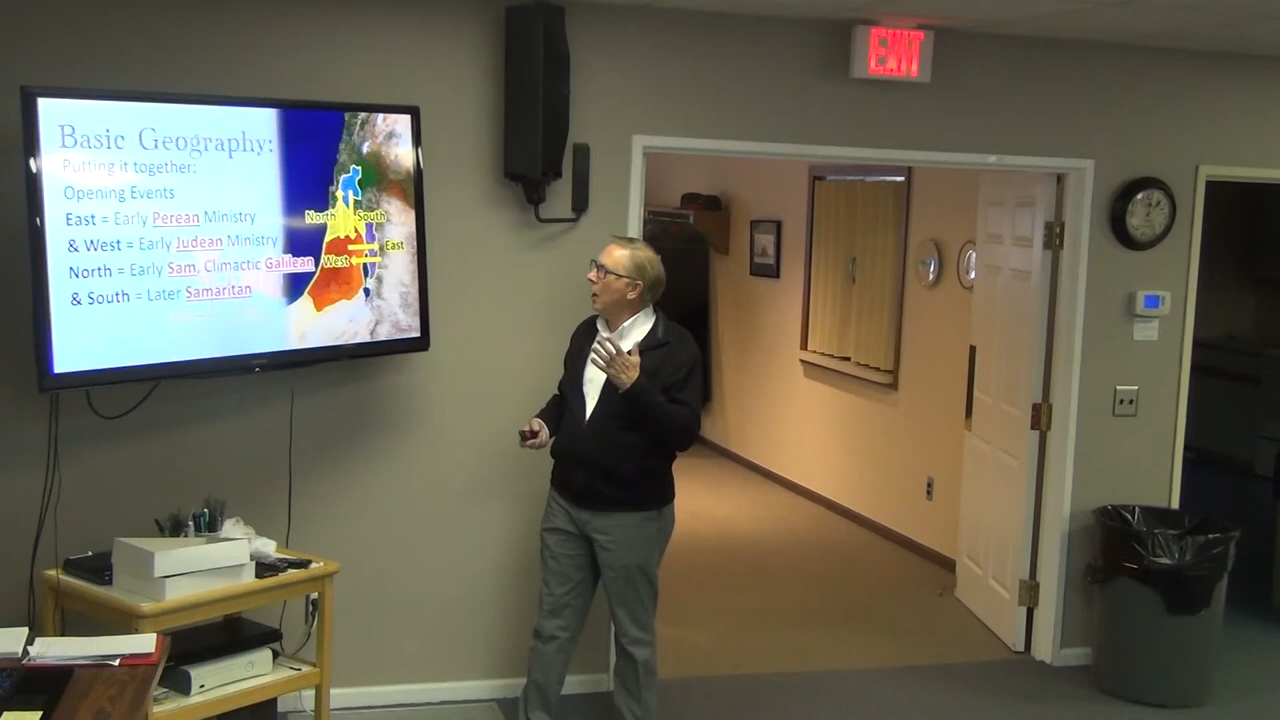 Basic Geography:
Putting it together:
Opening Events
East = Early Perean Ministry
& West = Early Judean Ministry
North = Early Sam, Climactic Galilean
& South = Later Samaritan
North South
East
West
EXIT